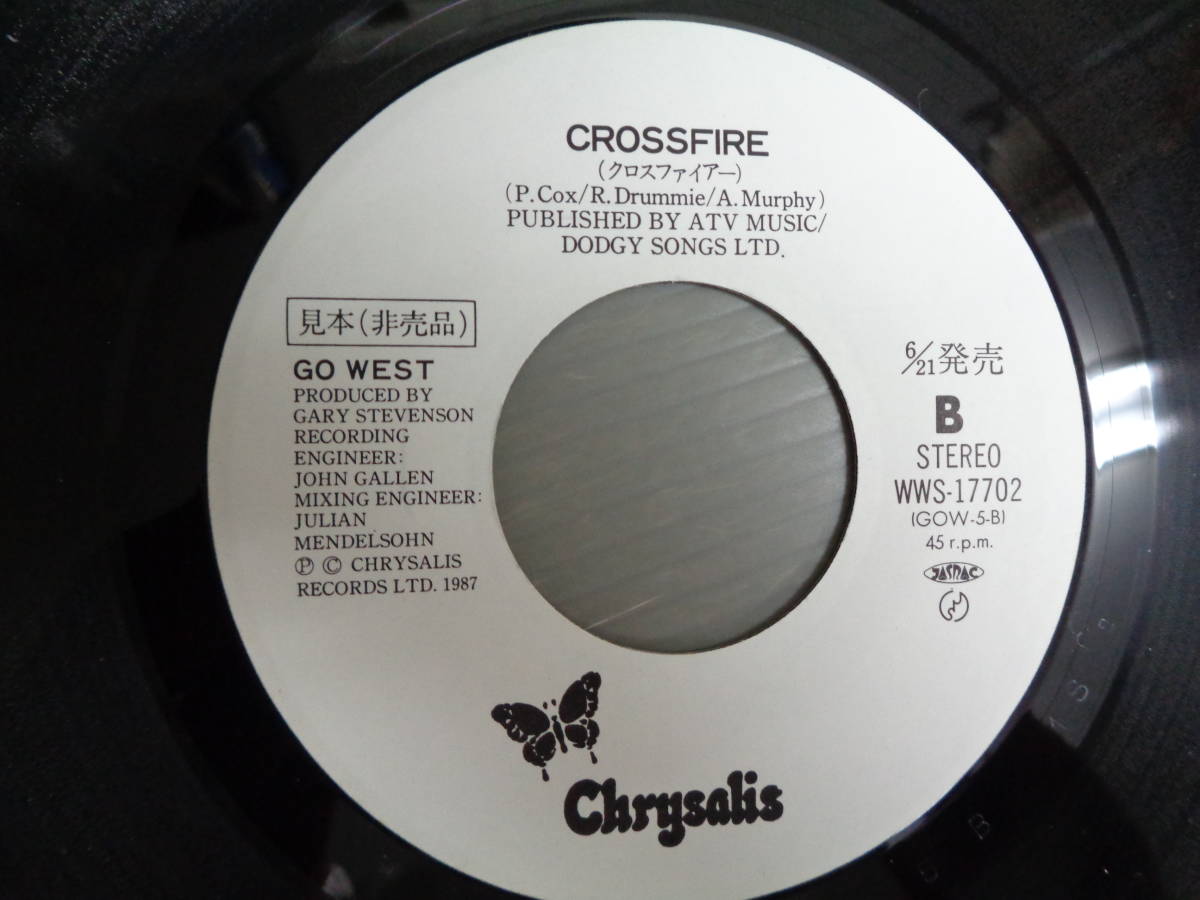 CROSSFIRE
(クロスファイアー)
(P. Cox/R. Drummie/A. Murphy)
PUBLISHED BY ATV MUSIC/
DODGY SONGS LTD.
見本(非売品)
GO WEST
PRODUCED BY
GARY STEVENSON
RECORDING
ENGINEER:
JOHN GALLEN
MIXING ENGINEER:
JULIAN
MENDELSOHN
Ⓟ © CHRYSALIS
RECORDS LTD. 1987
6/21発売
B
STEREO
WWS-17702
(GOW-5-B)
45 r.p.m.
JASRAC
Chrysalis